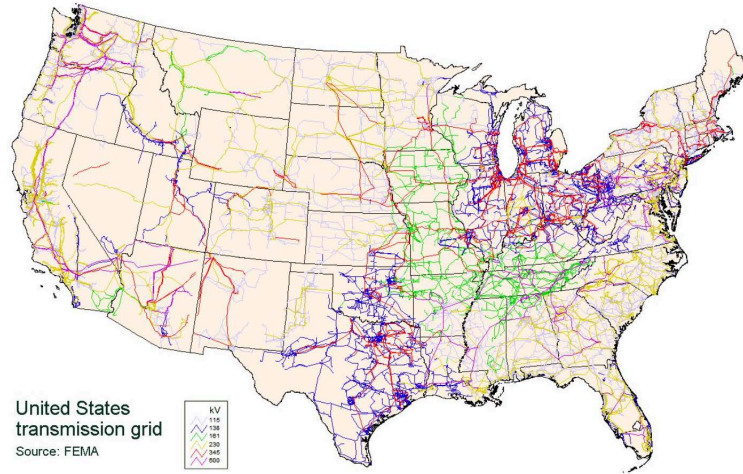 United States
transmission grid
Source: FEMA
kV
115
138
161
230
345
500